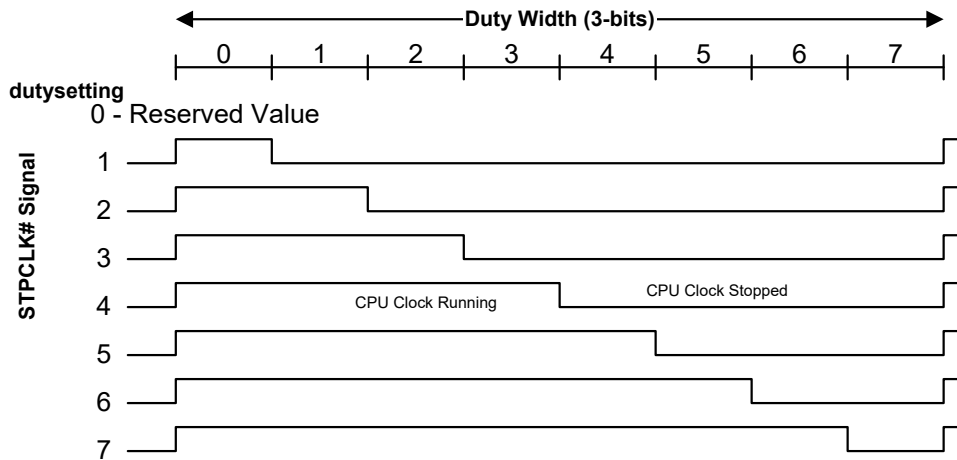 Duty Width (3-bits)
0 1 2 3 4 5 6 7
dutysetting
0 - Reserved Value
STPCLK# Signal
1
2
3
4
CPU Clock Running
CPU Clock Stopped
5
6
7